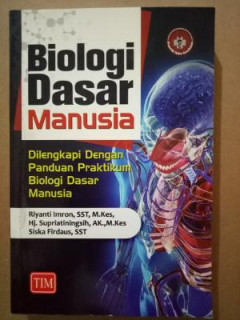 Biologi
Dasar
Manusia
Dilengkapi Dengan
Panduan Praktikum
Biologi Dasar
Manusia
Riyanti Imron, SST, M.Kes,
Hj. Supriatiningsih, AK.,M.Kes
Siska Firdaus, SST
TIM